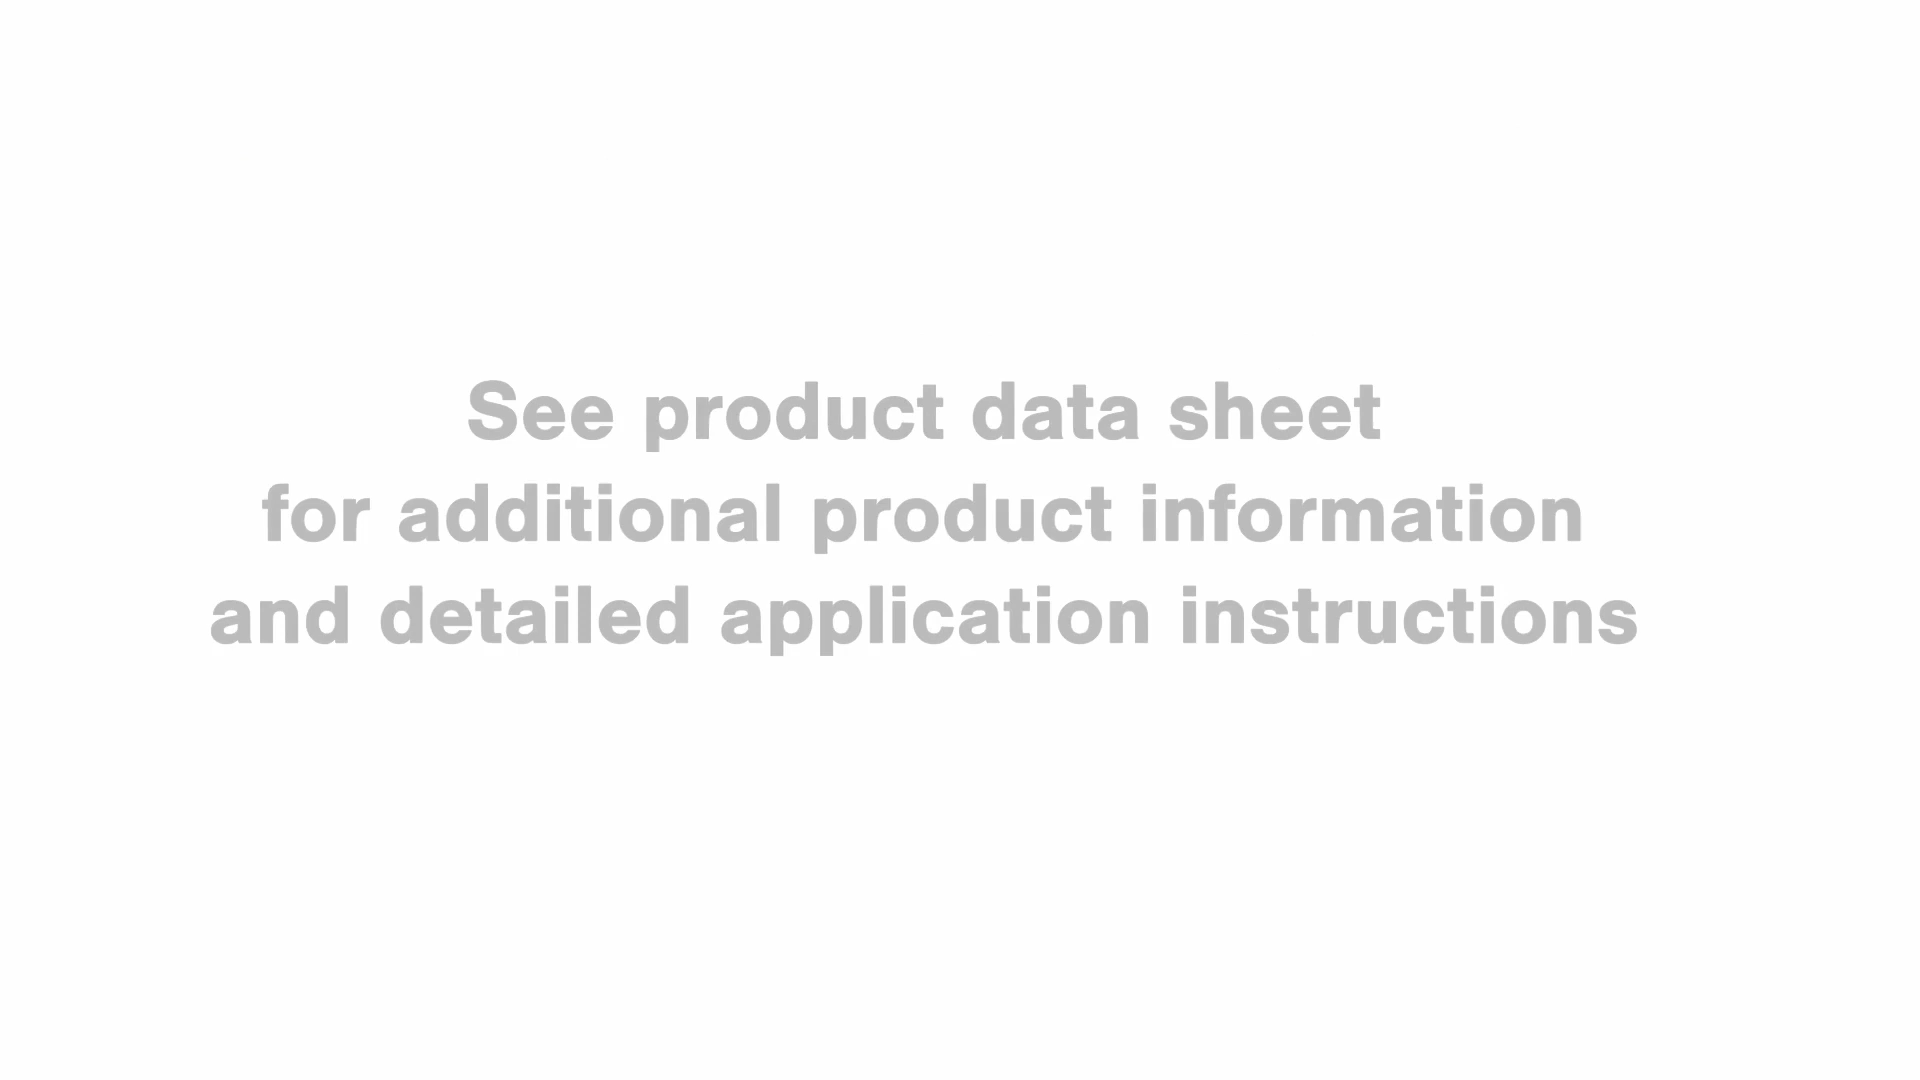 See product data sheet
for additional product information
and detailed application instructions